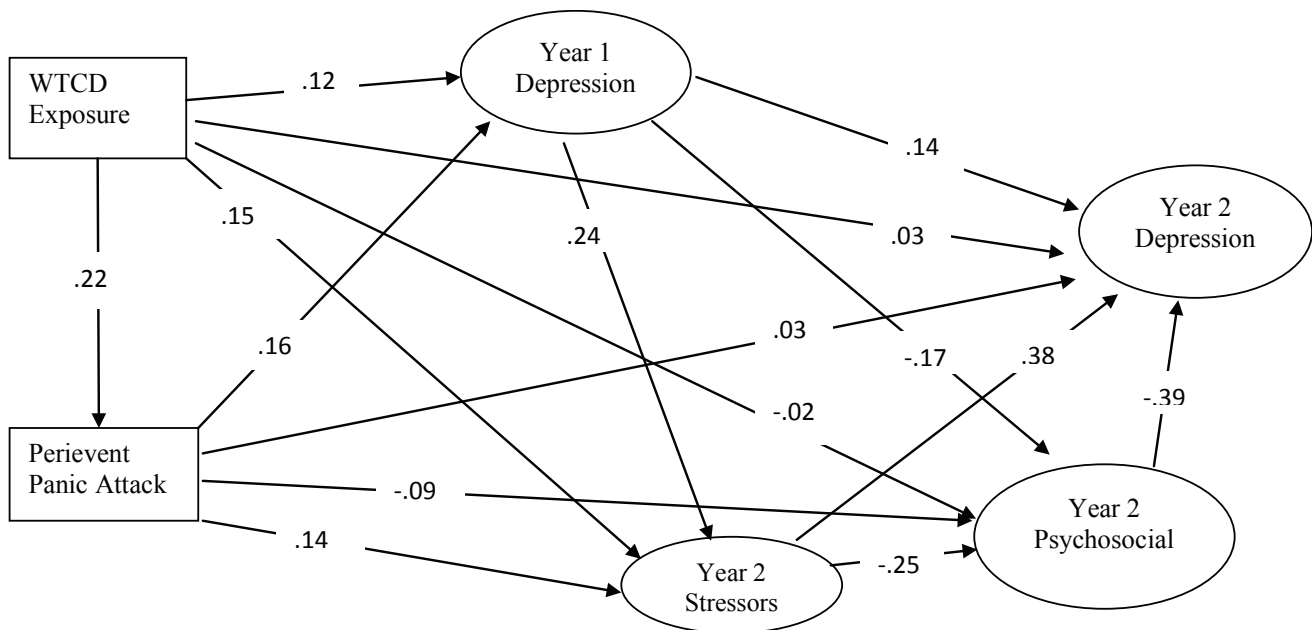 Year 1
Depression
WTCD
Exposure
.12
.14
.15
.24
.03
Year 2
Depression
.22
.03
.16
-.17
.38
-.39
-.02
Perievent
Panic Attack
-.09
.14
Year 2
Psychosocial
-.25
Year 2
Stressors